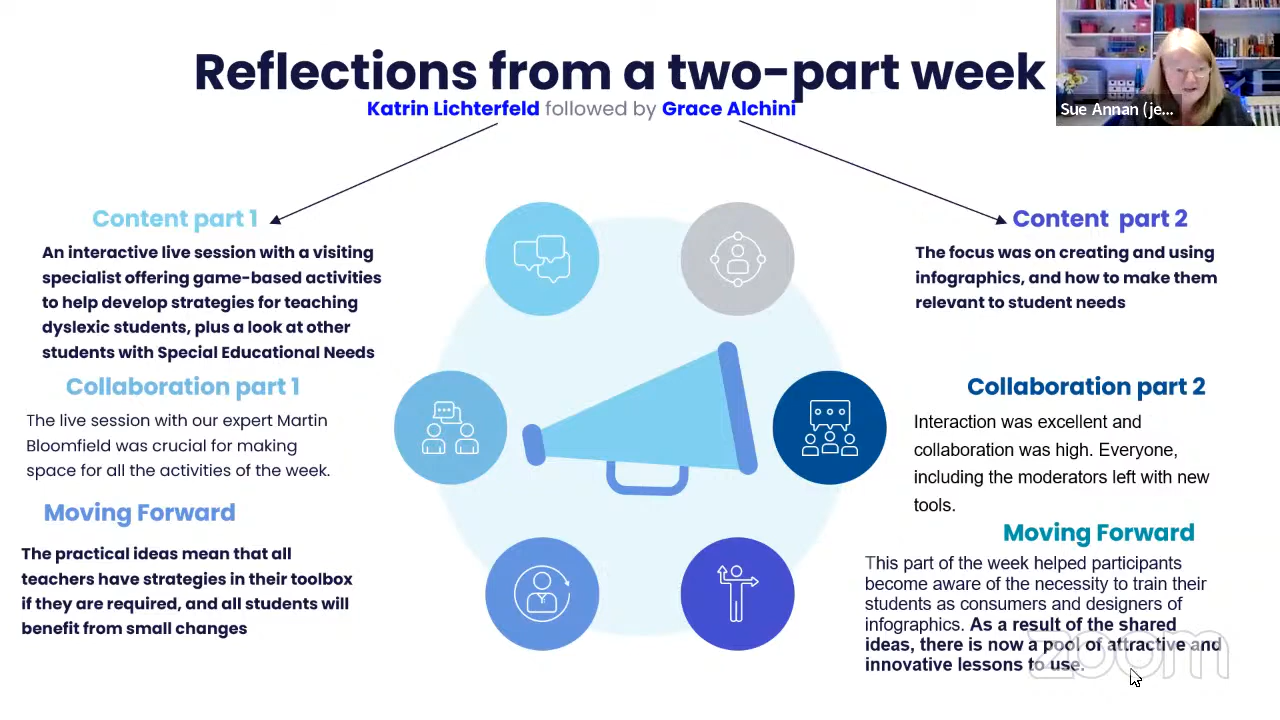 Reflections from a two-part week
Katrin Lichterfeld followed by Grace Alchini
Sue Annan (je...
Content part 1
An interactive live session with a visiting
specialist offering game-based activities
to help develop strategies for teaching
dyslexic students, plus a look at other
students with Special Educational Needs
Collaboration part 1
The live session with our expert Martin
Bloomfield was crucial for making
space for all the activities of the week.
Moving Forward
The practical ideas mean that all
teachers have strategies in their toolbox
if they are required, and all students will
benefit from small changes
Content part 2
The focus was on creating and using
infographics, and how to make them
relevant to student needs
Collaboration part 2
Interaction was excellent and
collaboration was high. Everyone,
including the moderators left with new
tools.
Moving Forward
This part of the week helped participants
become aware of the necessity to train their
students as consumers and designers of
infographics. As a result of the shared
ideas, there is now a pool of attractive and
innovative lessons to use.
zoom